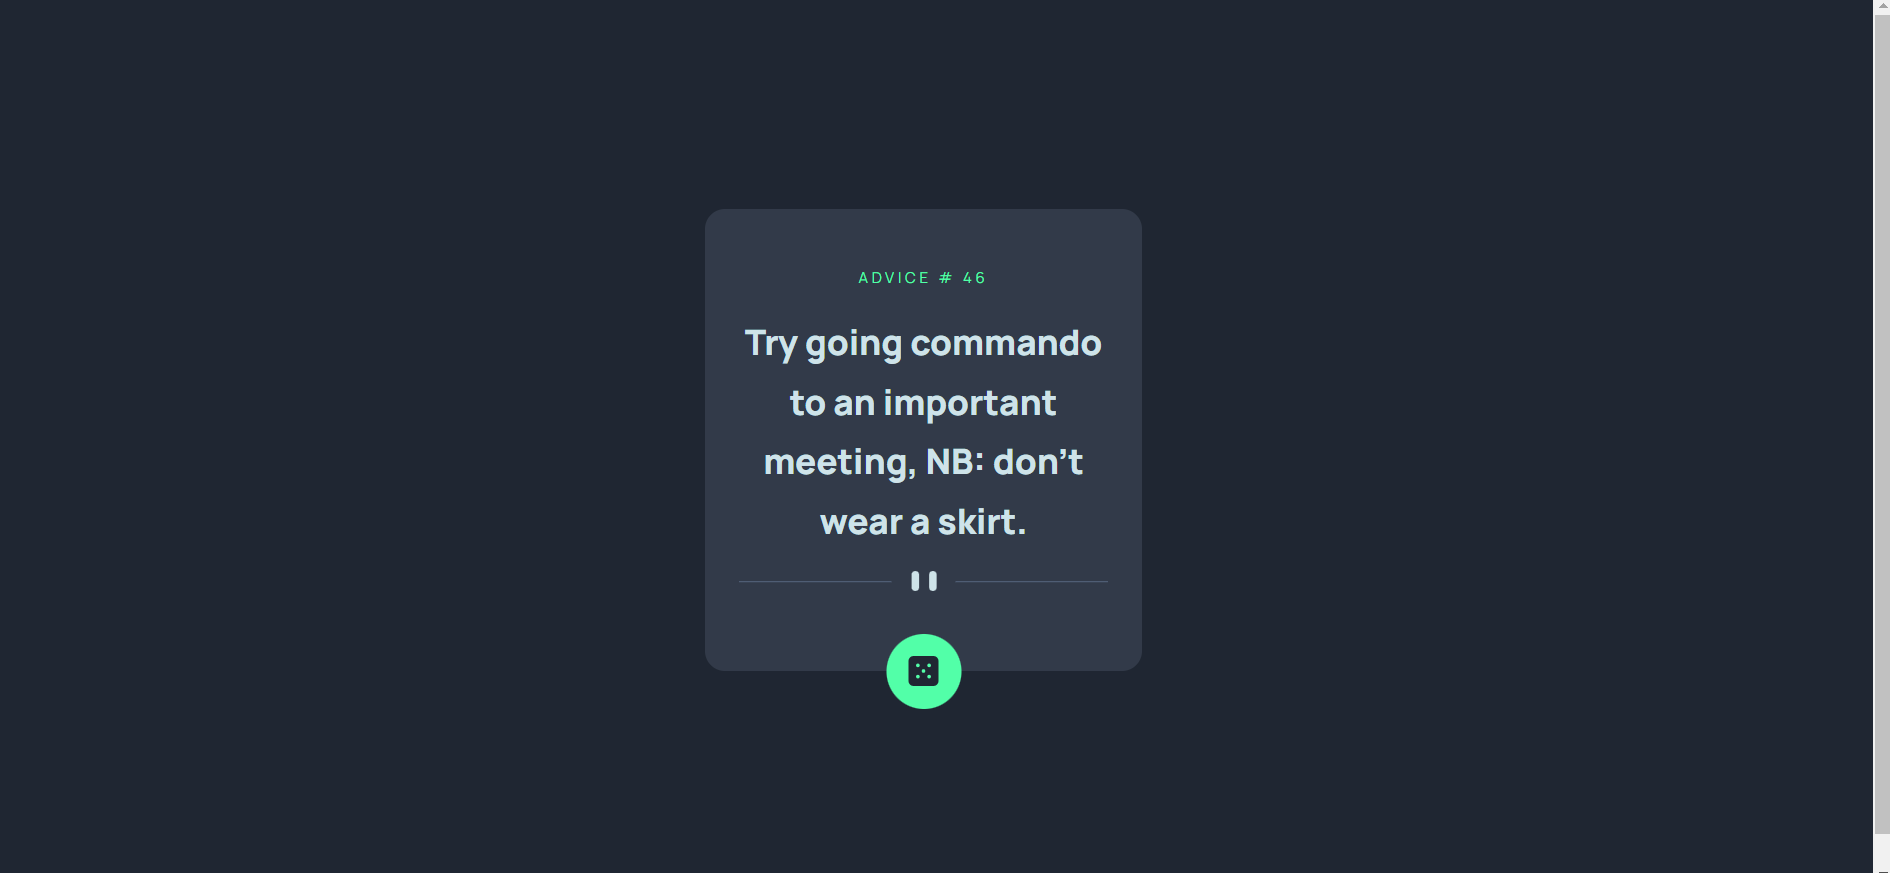 ADVICE # 46
Try going commando
to an important
meeting, NB: don't
wear a skirt.